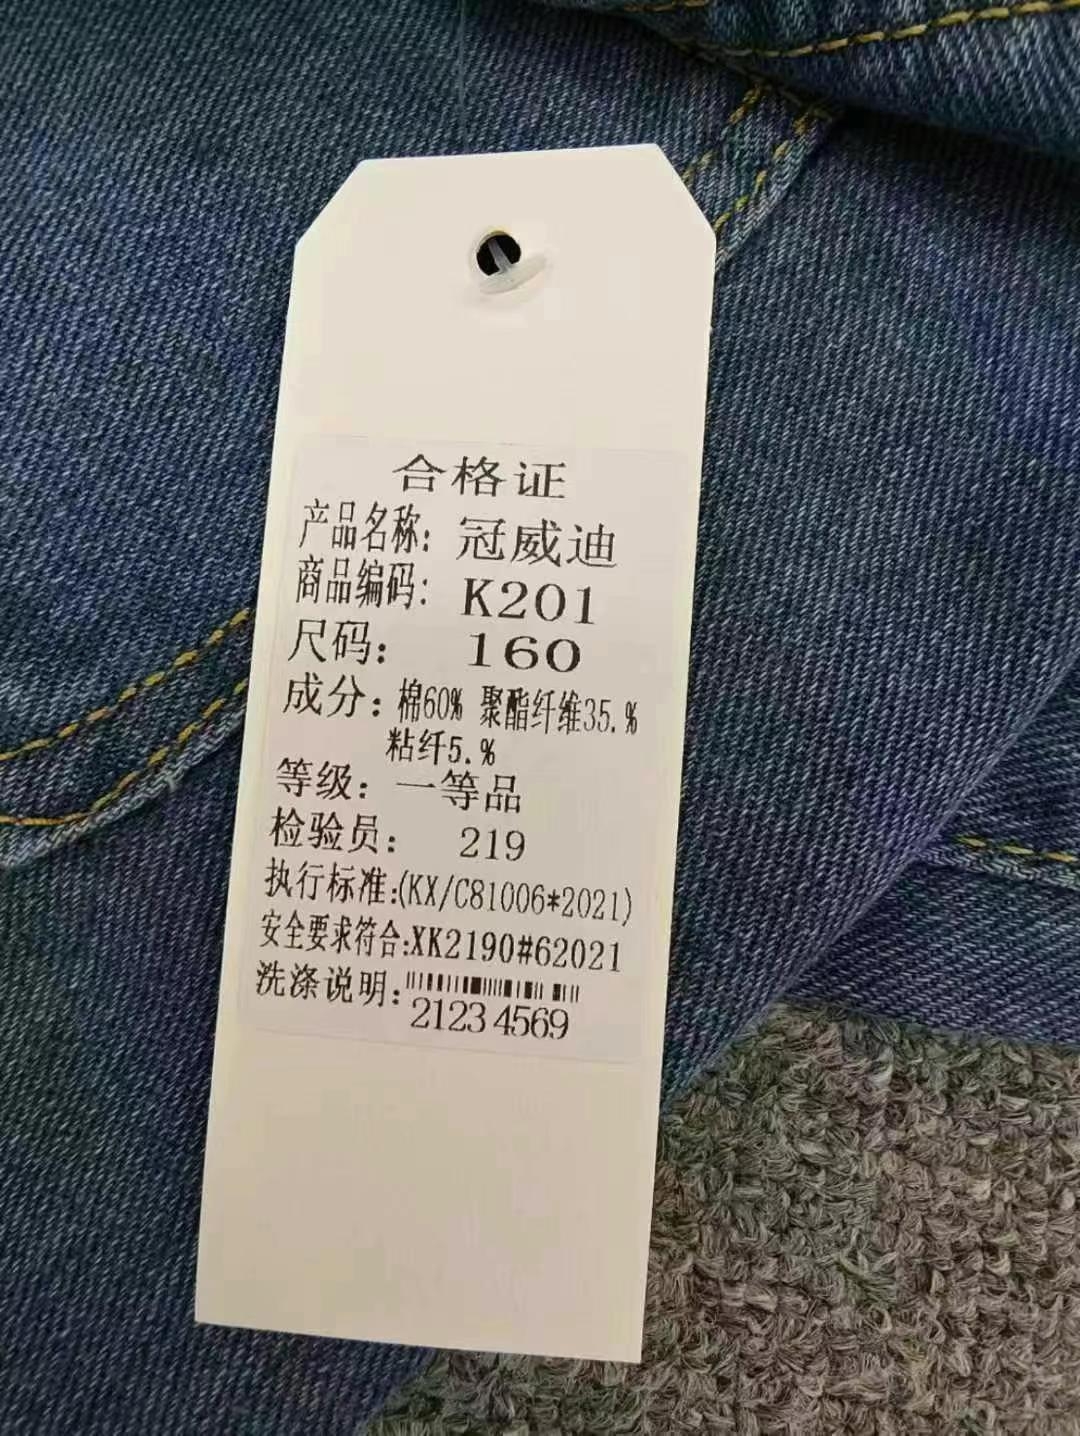 合格证
产品名称: 冠威迪
商品编码: K201
尺码: 160
成分: 棉60% 聚酯纤维35.%
粘纤5.%
等级: 一等品
检验员: 219
执行标准:(KX/C81006*2021)
安全要求符合:XK2190#62021
洗涤说明:
21234569